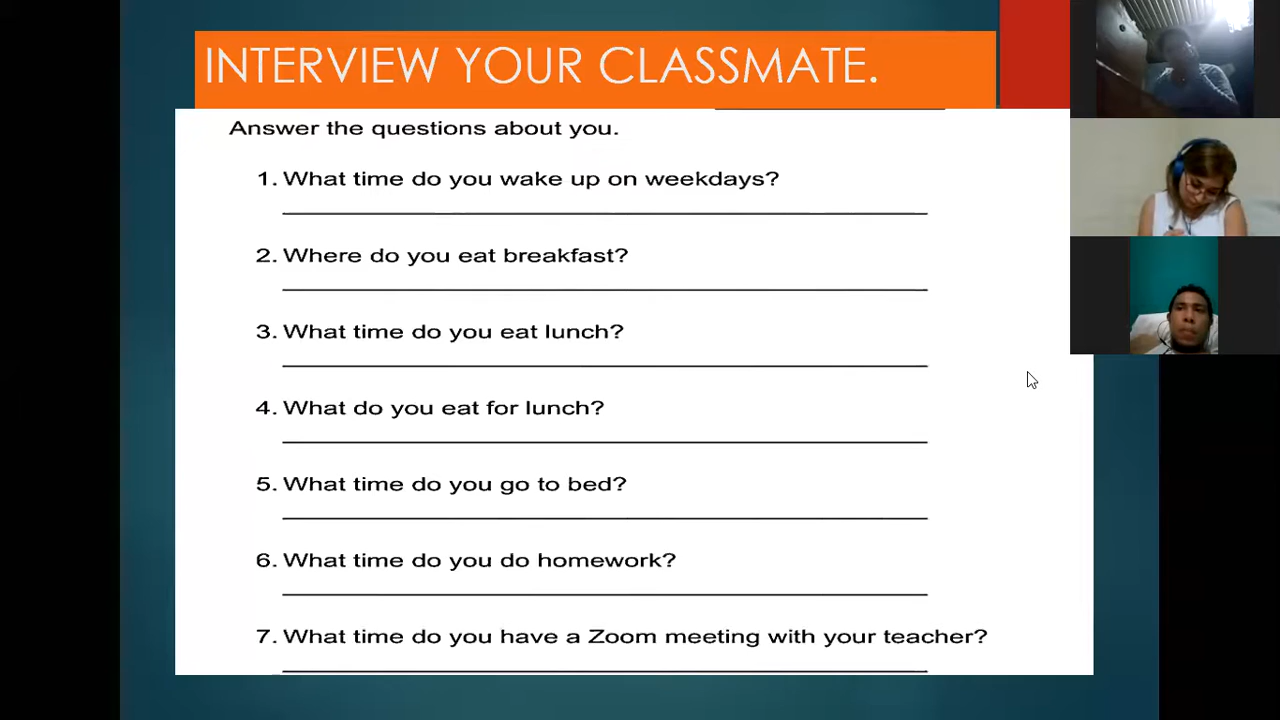 INTERVIEW YOUR CLASSMATE.
Answer the questions about you.
1. What time do you wake up on weekdays?
2. Where do you eat breakfast?
3. What time do you eat lunch?
4. What do you eat for lunch?
5. What time do you go to bed?
6. What time do you do homework?
7. What time do you have a Zoom meeting with your teacher?